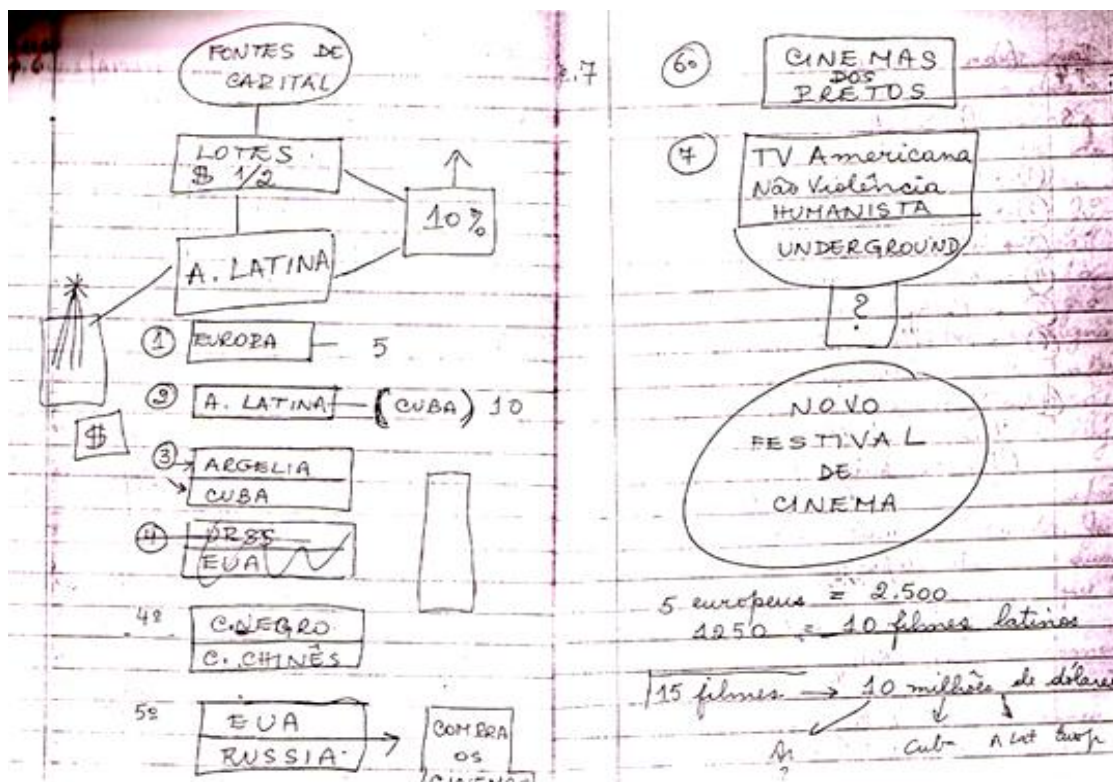 FONTES DE
CAPITAL
LOTES
$ 1/2
10%
A. LATINA
① EUROPA 5
② A. LATINA (CUBA) 10
$
③ ARGELIA
CUBA
④
EUA
4º C. NEGRO
C. CHINÊS
5º EUA
RUSSIA
COMPRA
OS
p.7
6º CINEMAS
DOS
PRETOS
⑦ TV Americana
Não Violência
HUMANISTA
UNDERGROUND
?
NOVO
FESTIVAL
DE
CINEMA
5 europeus = 2.500
1250 = 10 filmes latinos
15 filmes → 10 milhões de dólares
?
Cuba A Lat Europ